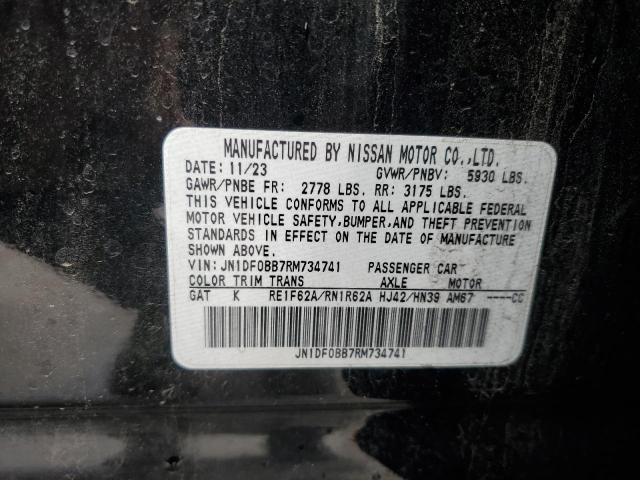 MANUFACTURED BY NISSAN MOTOR CO.,LTD.
DATE: 11/23 GVWR/PNBV: 5930 LBS.
GAWR/PNBE FR: 2778 LBS. RR: 3175 LBS.
THIS VEHICLE CONFORMS TO ALL APPLICABLE FEDERAL
MOTOR VEHICLE SAFETY,BUMPER,AND THEFT PREVENTION
STANDARDS IN EFFECT ON THE DATE OF MANUFACTURE
SHOWN ABOVE.
VIN: JN1DF0BB7RM734741 PASSENGER CAR
COLOR TRIM TRANS AXLE MOTOR
GAT K RE1F62A/RN1R62A HJ42/HN39 AM67 ----CC
JN1DF0BB7RM734741